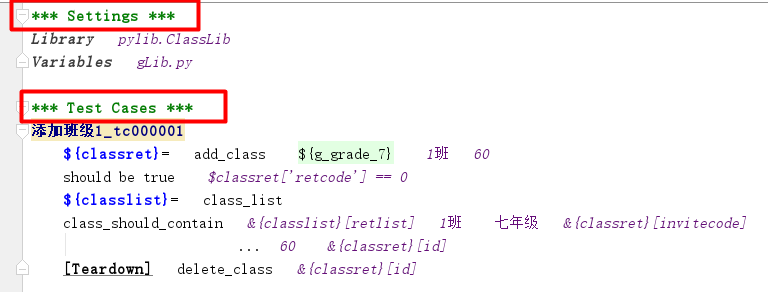 *** Settings ***
Library   pylib.ClassLib
Variables   gLib.py
*** Test Cases ***
添加班级1_tc000001
${classret}=   add_class   ${g_grade_7}   1班   60
should be true   $classret['retcode'] == 0
${classlist}=   class_list
class_should_contain   &{classlist}[retlist]   1班   七年级   &{classret}[invitecode]
...   60   &{classret}[id]
[Teardown]   delete_class   &{classret}[id]